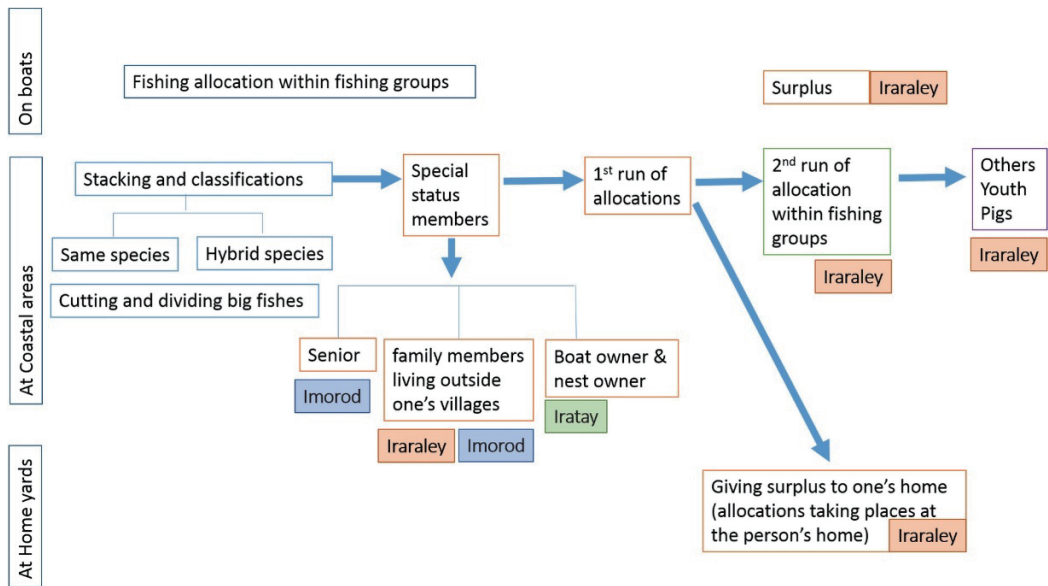 On boats
Fishing allocation within fishing groups
Surplus
Iraraley
At Coastal areas
Stacking and classifications
Same species
Hybrid species
Cutting and dividing big fishes
Special
status
members
1st run of
allocations
2nd run of
allocation
within fishing
groups
Iraraley
Others
Youth
Pigs
Iraraley
Senior
Imorod
family members
living outside
one's villages
Iraraley
Imorod
Boat owner &
nest owner
Iratay
At Home yards
Giving surplus to one's home
(allocations taking places at
the person's home)
Iraraley